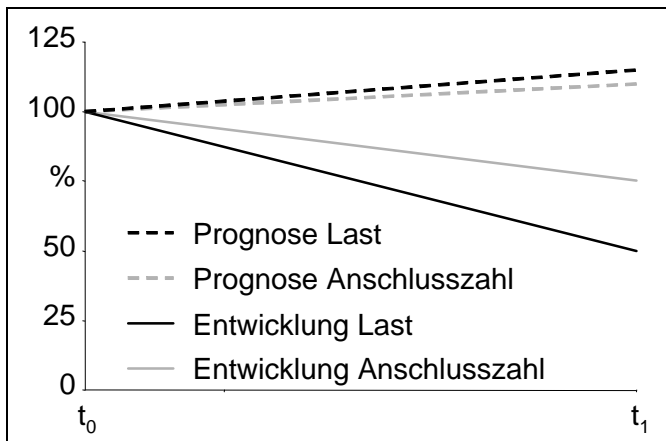 125
100
%
50
25
0
Prognose Last
Prognose Anschlusszahl
Entwicklung Last
Entwicklung Anschlusszahl
t₀
t₁